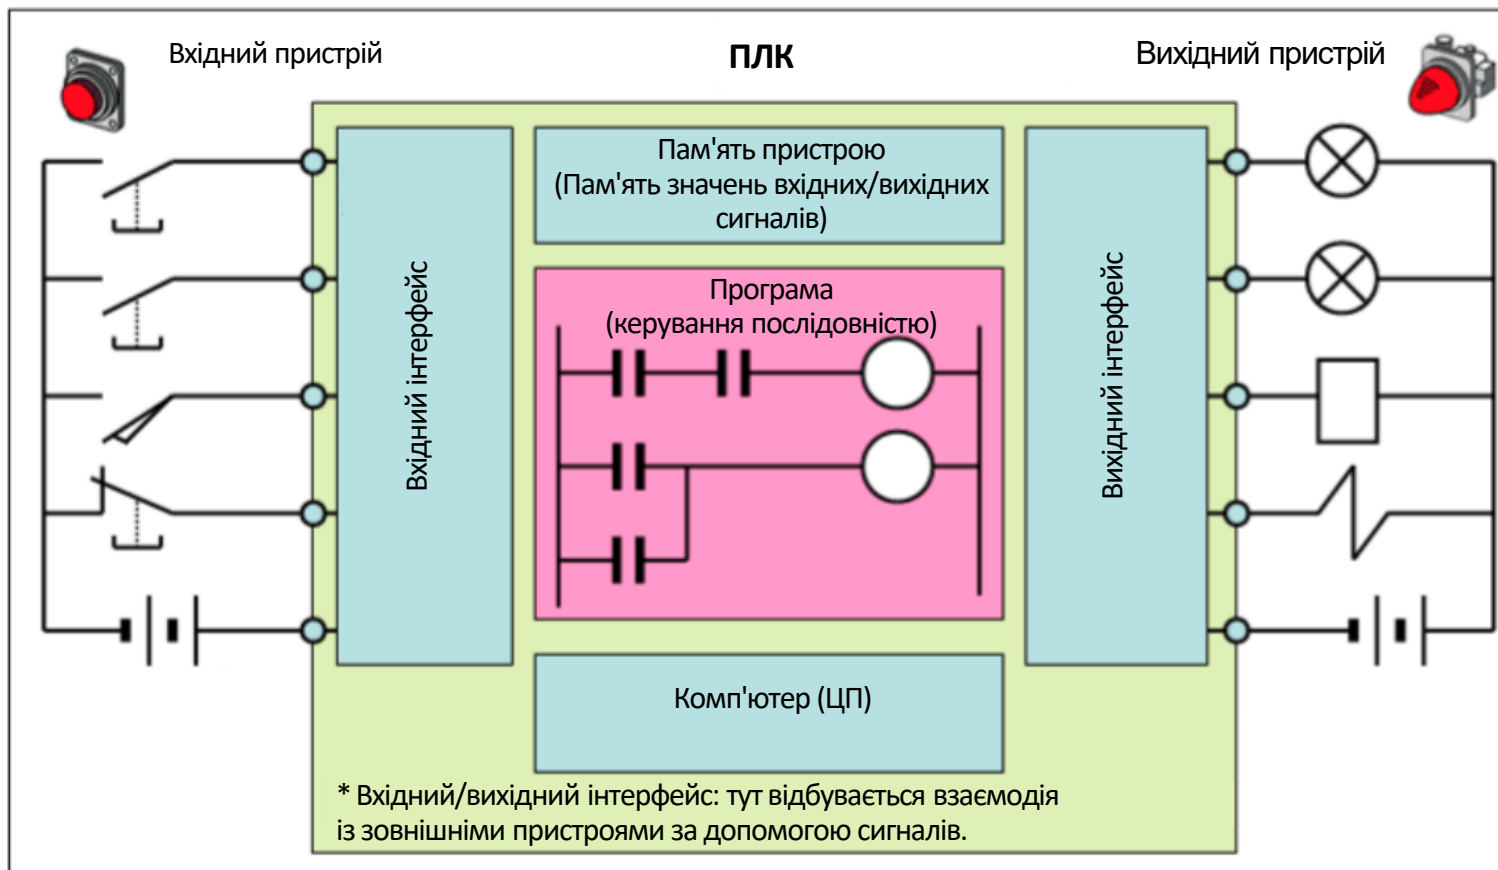 Вхідний пристрій
ПЛК
Вихідний пристрій
Пам'ять пристрою
(Пам'ять значень вхідних/вихідних
сигналів)
Вхідний інтерфейс
Програма
(керування послідовністю)
Вихідний інтерфейс
Комп'ютер (ЦП)
* Вхідний/вихідний інтерфейс: тут відбувається взаємодія
із зовнішніми пристроями за допомогою сигналів.